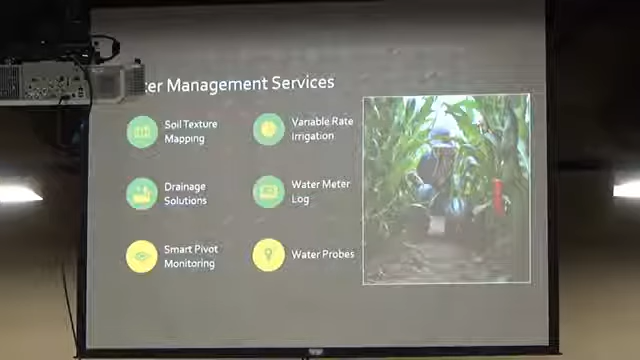 ter Management Services
Soil Texture
Mapping
Variable Rate
Irrigation
Drainage
Solutions
Water Meter
Log
Smart Pivot
Monitoring
Water Probes